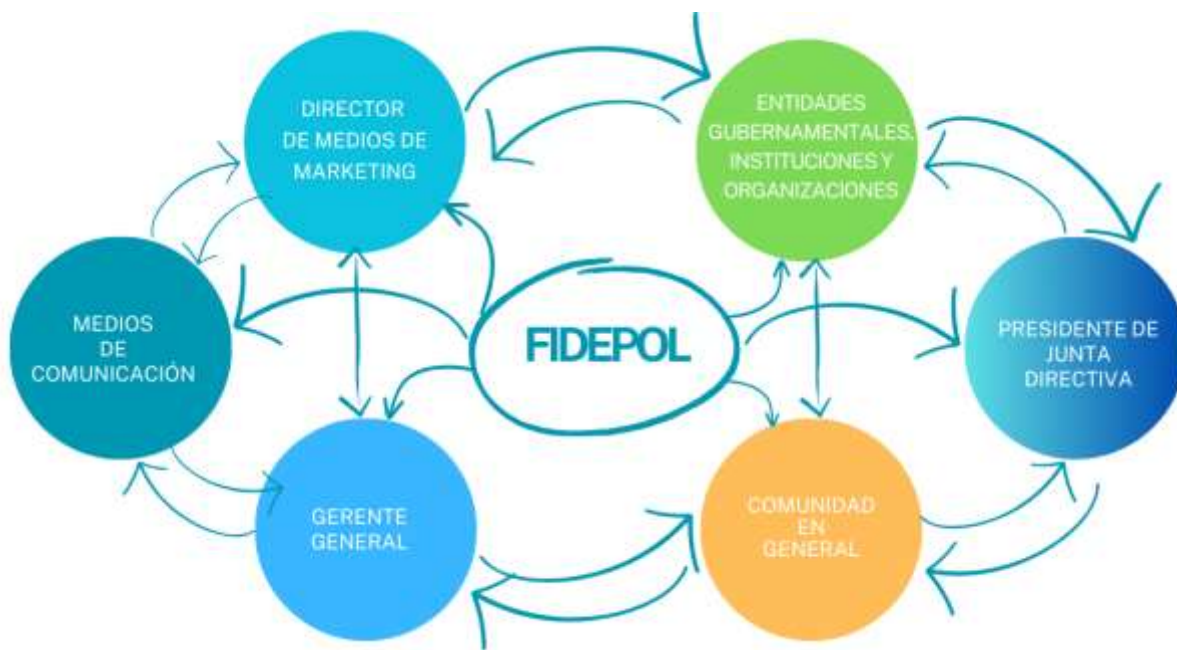 DIRECTOR
DE MEDIOS DE
MARKETING
ENTIDADES
GUBERNAMENTALES,
INSTITUCIONES Y
ORGANIZACIONES
MEDIOS
DE
COMUNICACIÓN
FIDEPOL
PRESIDENTE DE
JUNTA
DIRECTIVA
GERENTE
GENERAL
COMUNIDAD
EN
GENERAL